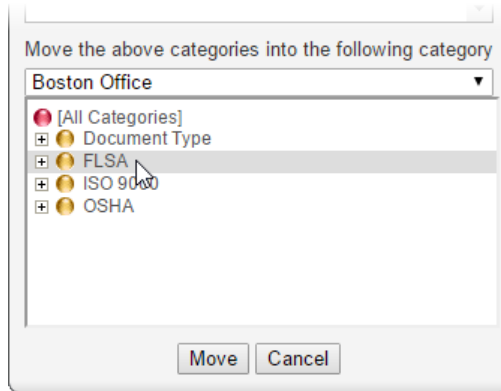 Move the above categories into the following category
Boston Office
[All Categories]
Document Type
FLSA
ISO 9000
OSHA
Move Cancel